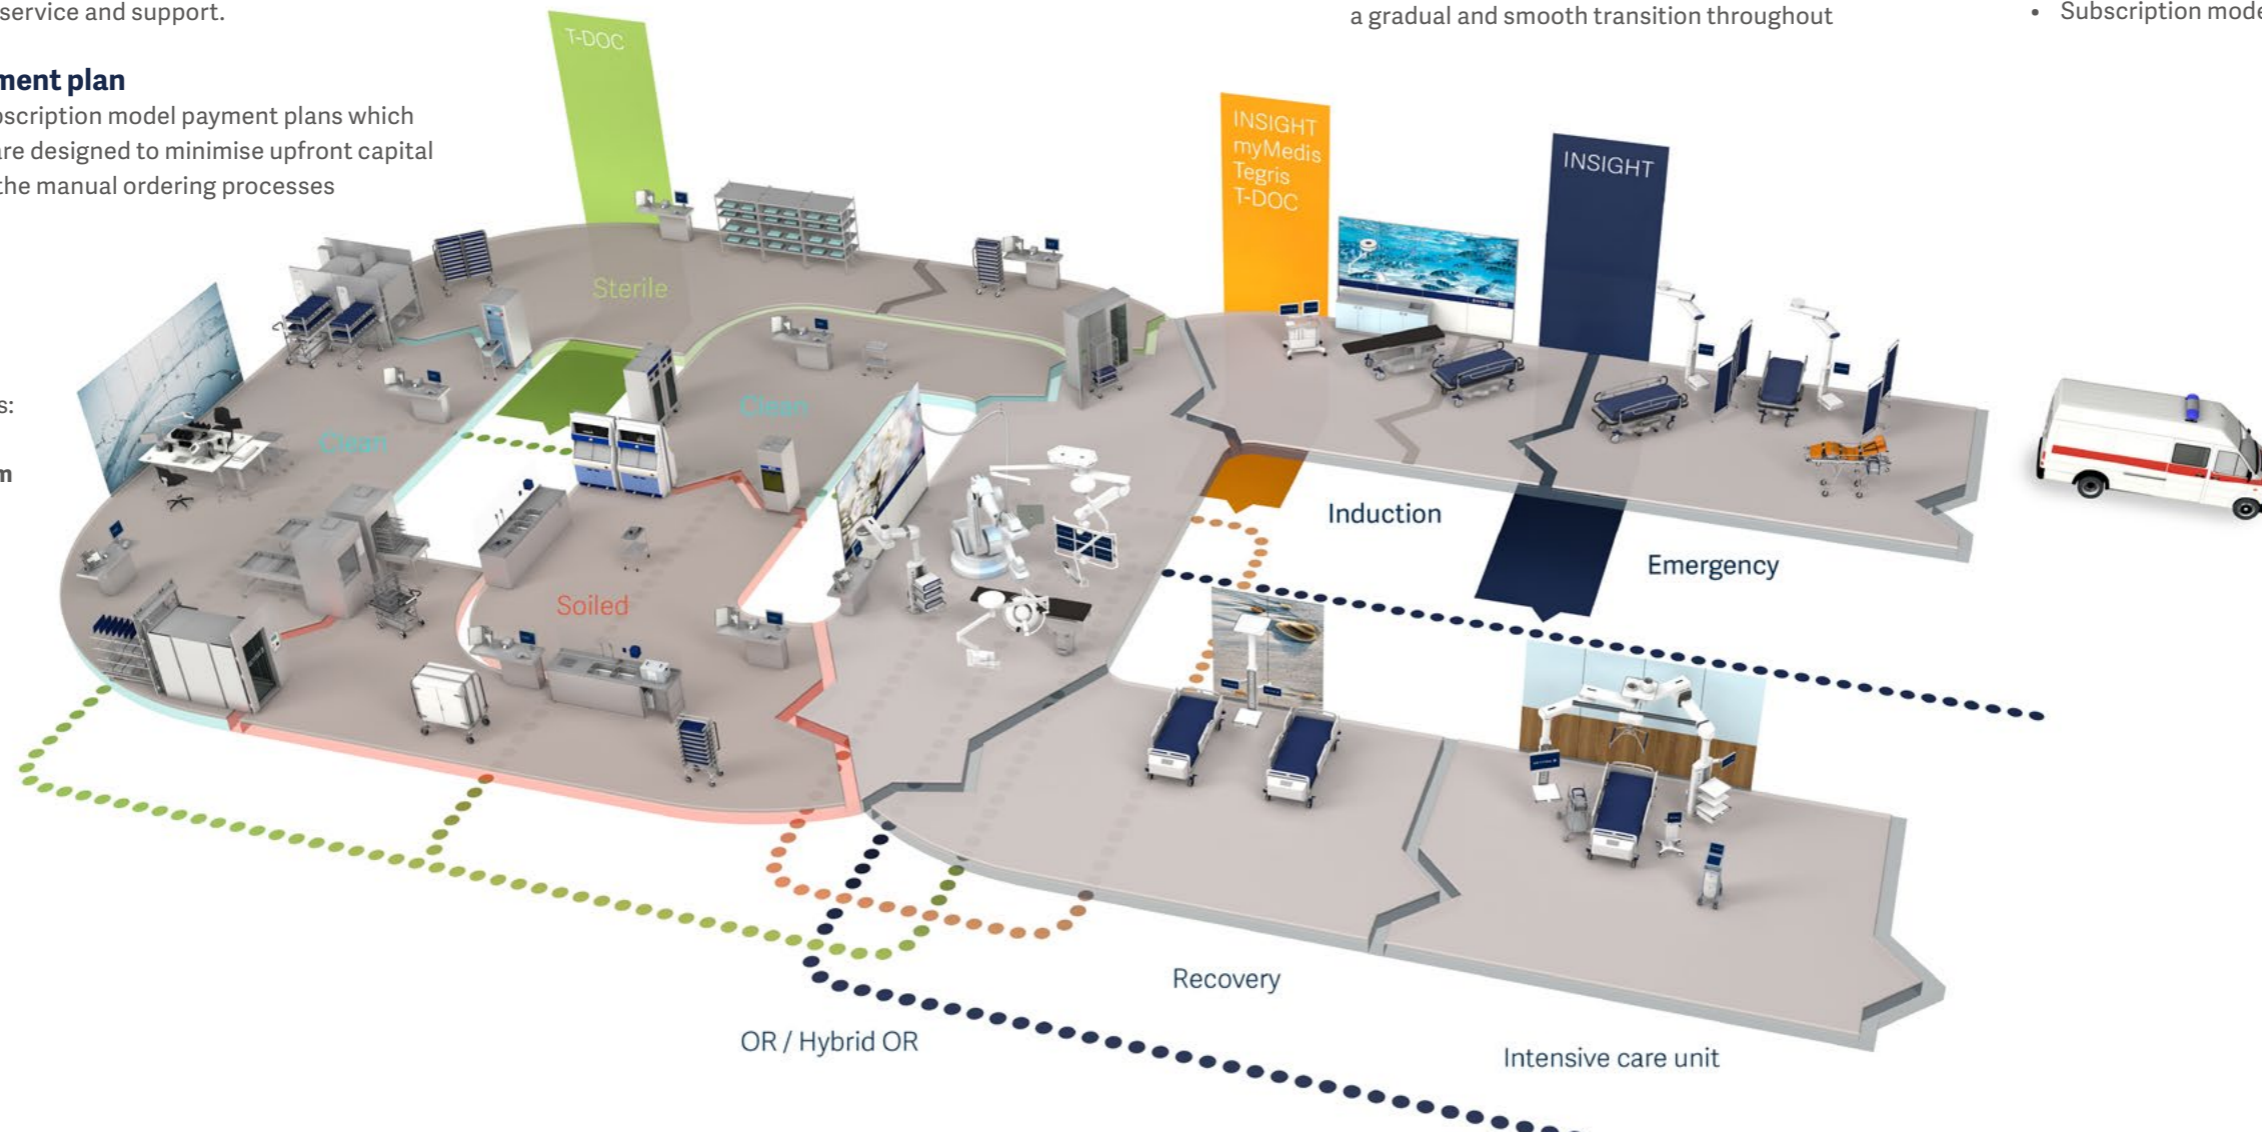 service and support.
ment plan
scription model payment plans which
are designed to minimise upfront capital
the manual ordering processes
s:
m
a gradual and smooth transition throughout
• Subscription mode
T-DOC
INSIGHT
myMedis
Tegris
T-DOC
INSIGHT
Sterile
Clean
Clean
Soiled
Induction
Emergency
Recovery
OR / Hybrid OR
Intensive care unit